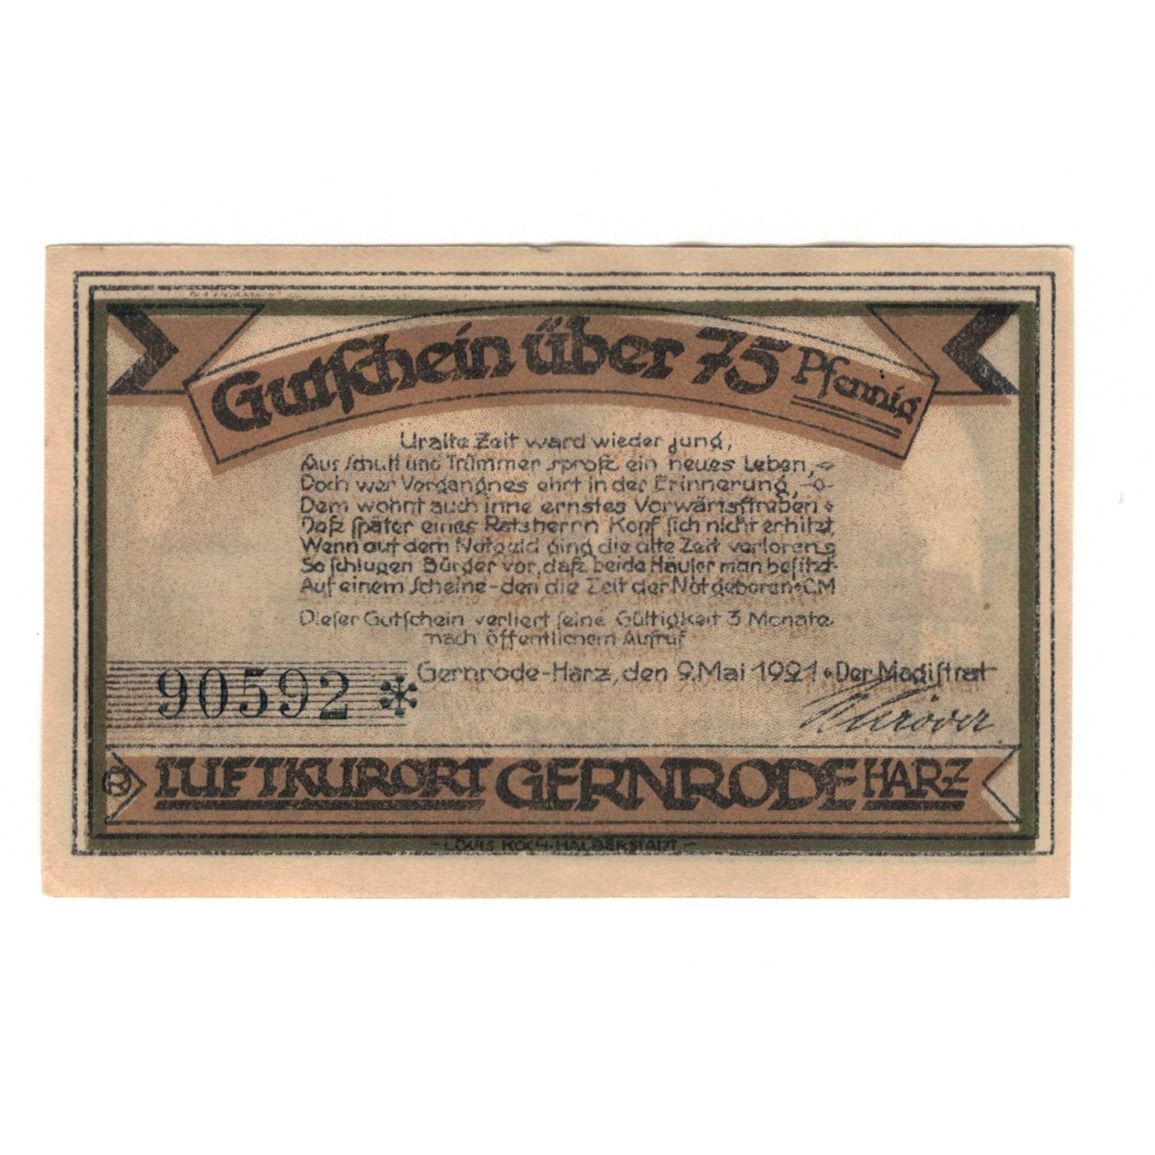 Gutschein über 75 Pfennig
Uralte Zeit ward wieder jung,
Aus Schutt und Trümmer sproßt ein neues Leben,
Doch wer Vergangnes ehrt in der Erinnerung,
Dem wohnt auch inne ernstes Vorwärtsstreben
Daß später eines Ratsherrn Kopf sich nicht erhitzt
Wenn auf dem Notgeld ging die alte Zeit verloren
So schlugen Bürger vor, daß beide Häuser man besitzt
Auf einem Scheine - den die Zeit der Not geboren • CM
Dieser Gutschein verliert seine Gültigkeit 3 Monate
nach öffentlichem Aufruf
Gernrode-Harz, den 9. Mai 1921 • Der Magistrat
90592 *
LUFTKURORT GERNRODE HARZ
- LOUIS KOCH • HALBERSTADT -